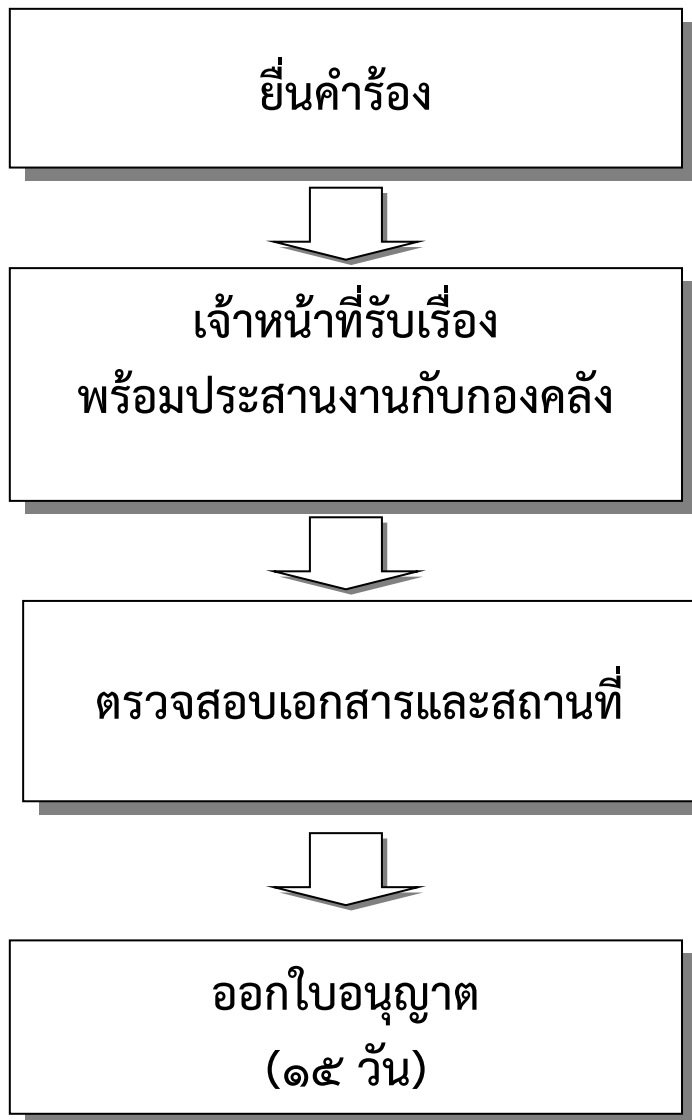 ยื่นคำร้อง
เจ้าหน้าที่รับเรื่อง
พร้อมประสานงานกับกองคลัง
ตรวจสอบเอกสารและสถานที่
ออกใบอนุญาต
(๑๕ วัน)